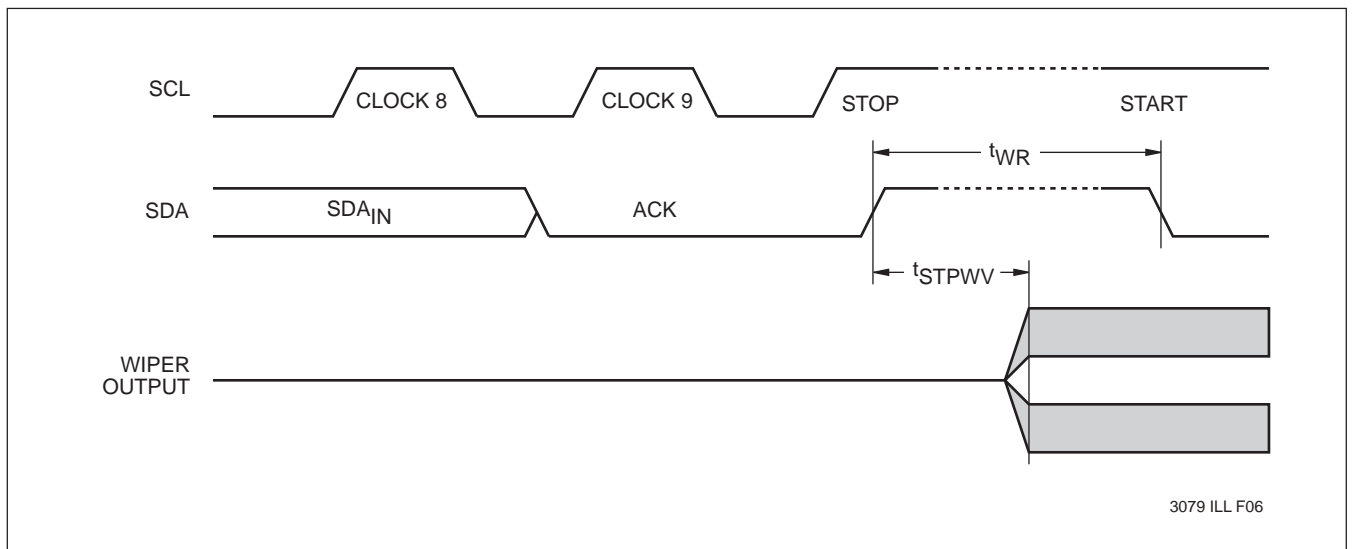 SCL
CLOCK 8
CLOCK 9
STOP
START
tWR
SDA
SDAIN
ACK
tSTPWV
WIPER
OUTPUT
3079 ILL F06